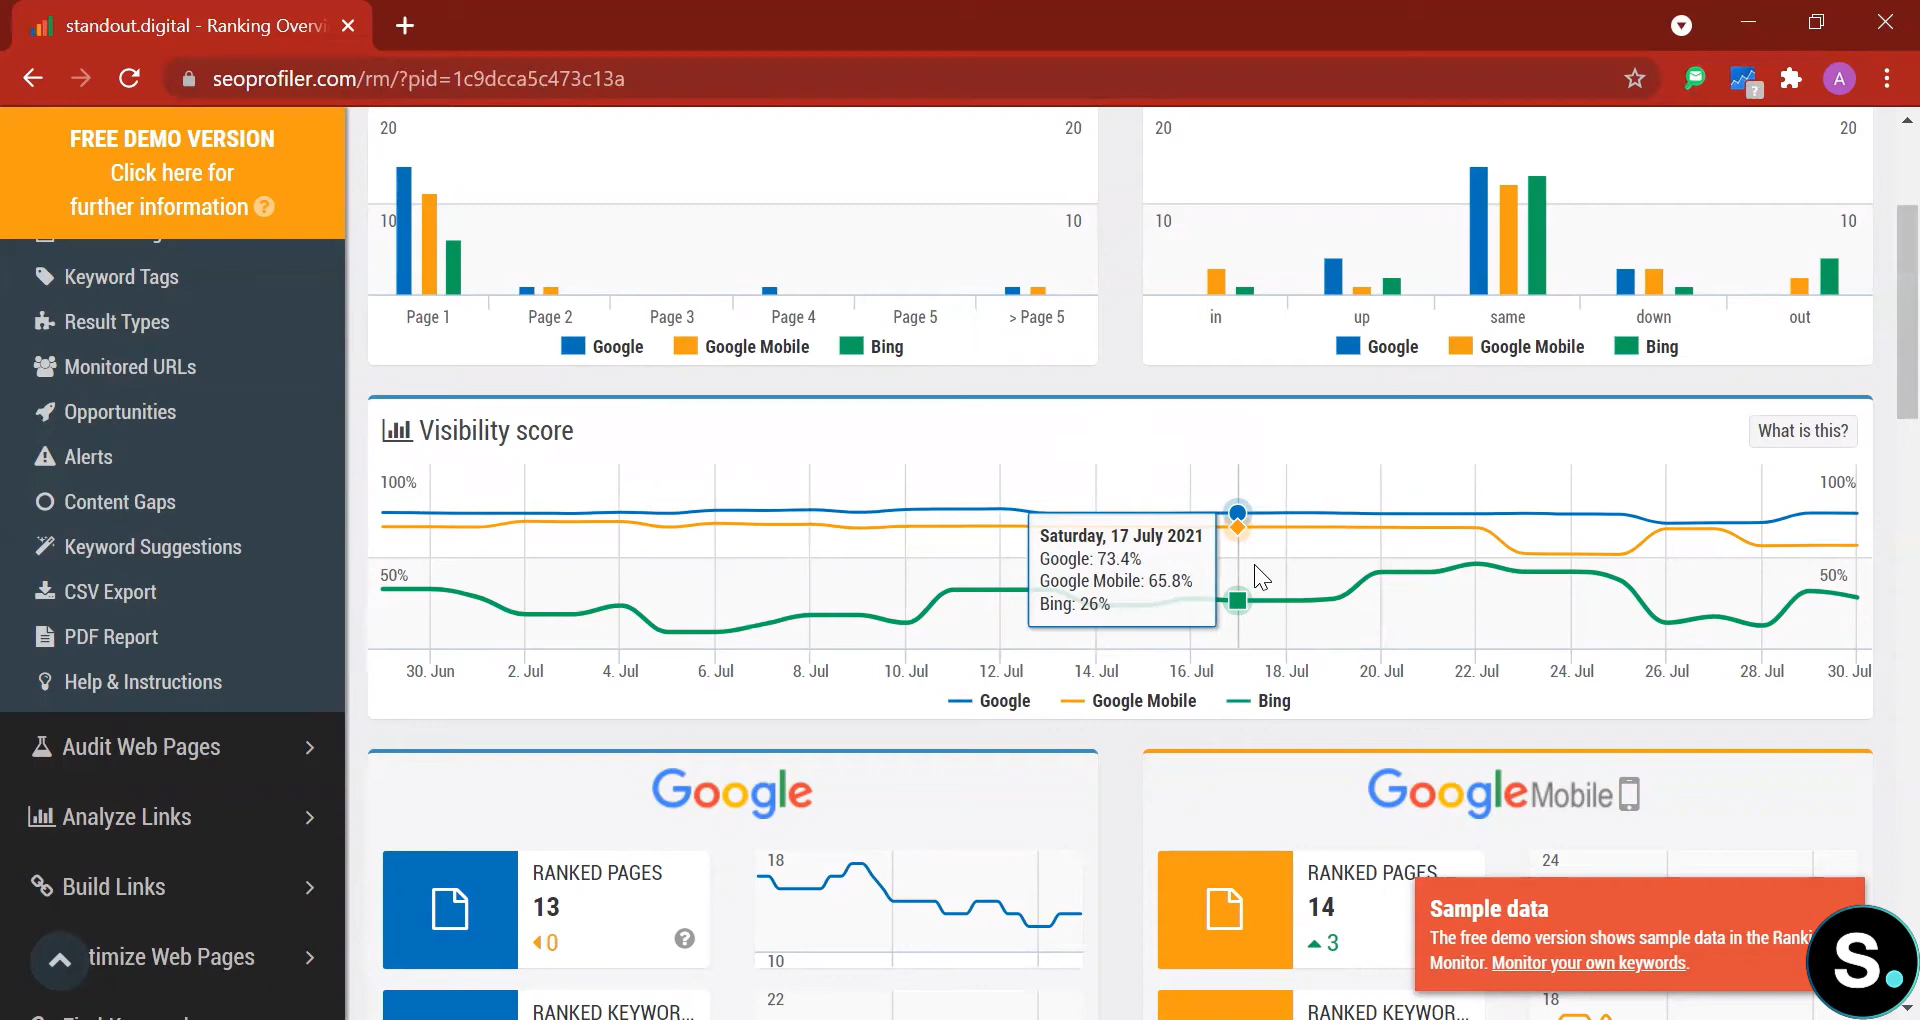 standout.digital - Ranking Overvi
seoprofiler.com/rm/?pid=1c9dcca5c473c13a
A
?
FREE DEMO VERSION
Click here for
further information ?
Keyword Tags
Result Types
Monitored URLs
Opportunities
Alerts
Content Gaps
Keyword Suggestions
CSV Export
PDF Report
Help & Instructions
Audit Web Pages
Analyze Links
Build Links
timize Web Pages
20 20
10 10
Page 1 Page 2 Page 3 Page 4 Page 5 > Page 5
Google Google Mobile Bing
20 20
10 10
in up same down out
Google Google Mobile Bing
Visibility score What is this?
100% 100%
50% 50%
Saturday, 17 July 2021
Google: 73.4%
Google Mobile: 65.8%
Bing: 26%
30. Jun 2. Jul 4. Jul 6. Jul 8. Jul 10. Jul 12. Jul 14. Jul 16. Jul 18. Jul 20. Jul 22. Jul 24. Jul 26. Jul 28. Jul 30. Jul
Google Google Mobile Bing
Google
RANKED PAGES
13
0 ?
18
10
RANKED KEYWOR...
22
Google Mobile
RANKED PAGES
14
3
24
RANKED KEYWOR...
18
Sample data
The free demo version shows sample data in the Ranki
Monitor. Monitor your own keywords.
S.